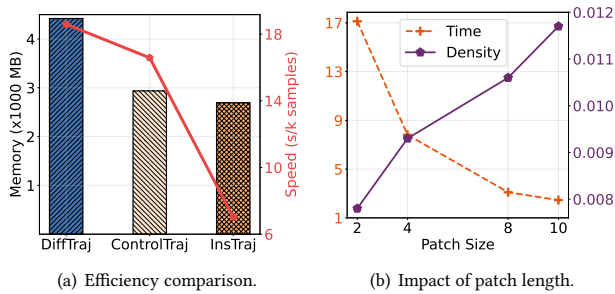 Memory (x1000 MB)
4
3
2
1
18
14
10
6
Speed (s/k samples)
DiffTraj ControlTraj InsTraj
(a) Efficiency comparison.
17
13
9
5
1
Time
Density
0.012
0.011
0.010
0.009
0.008
2 4 8 10
Patch Size
(b) Impact of patch length.